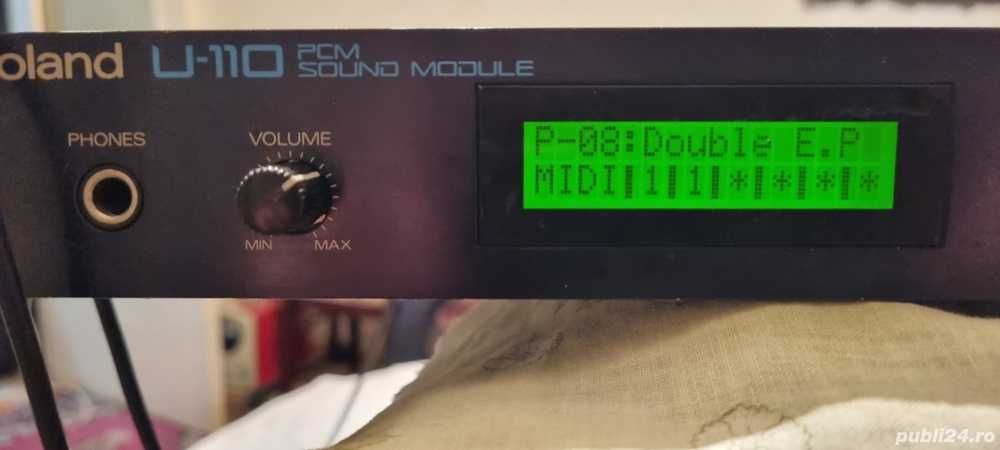 oland U-110 PCM
SOUND MODULE
PHONES
VOLUME
MIN MAX
P-08:Double E.P
MIDI|1|1|*|*|*|*
publi24.ro